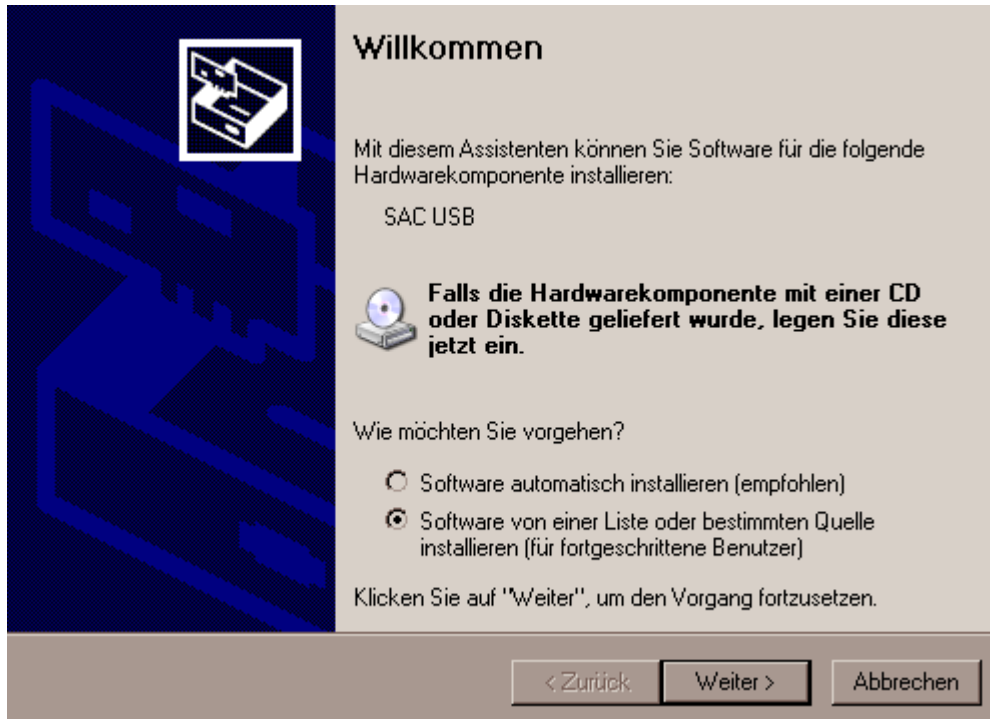 Willkommen
Mit diesem Assistenten können Sie Software für die folgende
Hardwarekomponente installieren:
SAC USB
Falls die Hardwarekomponente mit einer CD
oder Diskette geliefert wurde, legen Sie diese
jetzt ein.
Wie möchten Sie vorgehen?
Software automatisch installieren (empfohlen)
Software von einer Liste oder bestimmten Quelle
installieren (für fortgeschrittene Benutzer)
Klicken Sie auf "Weiter", um den Vorgang fortzusetzen.
< Zurück Weiter > Abbrechen